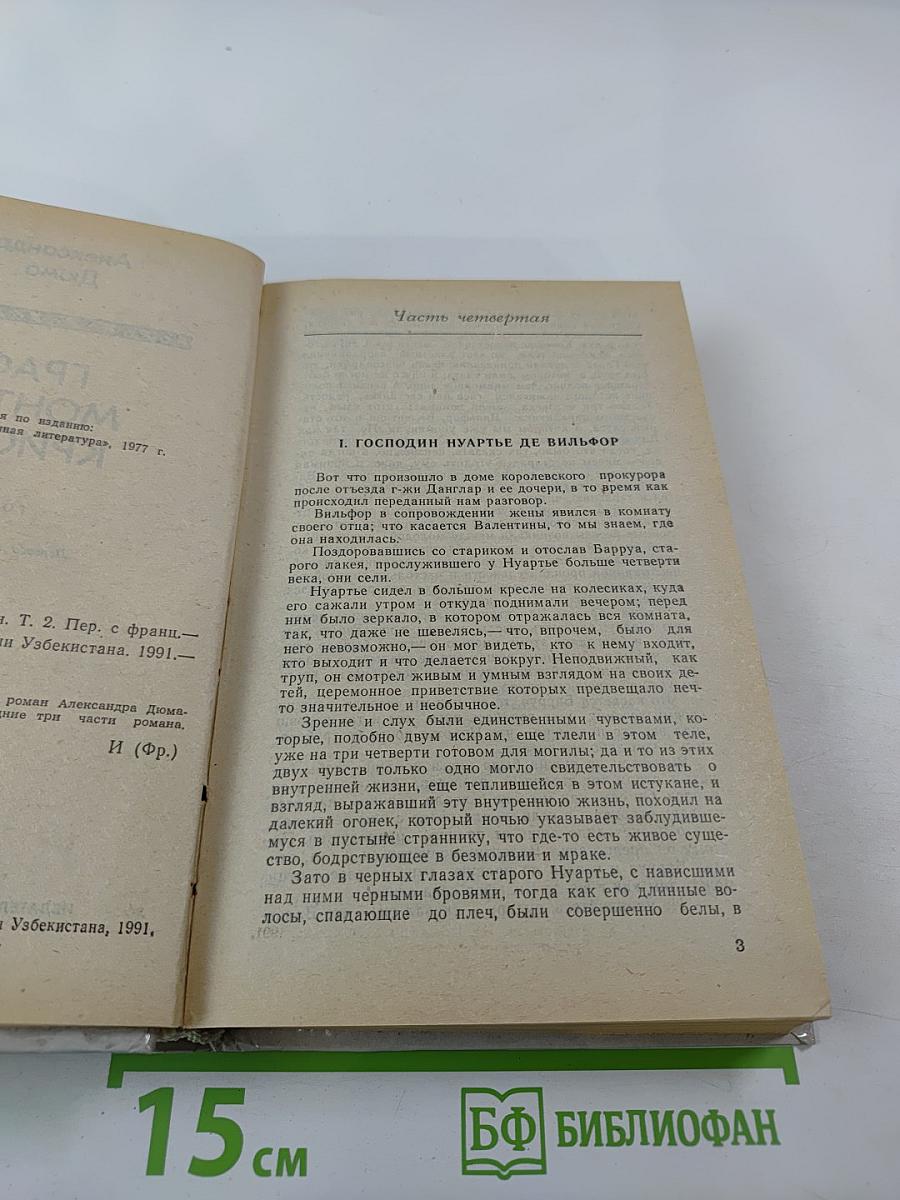 я по изданию:
ная литература», 1977 г.
н. Т. 2. Пер. с франц.—
ин Узбекистана. 1991.—
роман Александра Дюма-
дние три части романа.
И (Фр.)
н Узбекистана, 1991.
Часть четвертая
I. ГОСПОДИН НУАРТЬЕ ДЕ ВИЛЬФОР
Вот что произошло в доме королевского прокурора
после отъезда г-жи Данглар и ее дочери, в то время как
происходил переданный нам разговор.
Вильфор в сопровождении жены явился в комнату
своего отца; что касается Валентины, то мы знаем, где
она находилась.
Поздоровавшись со стариком и отослав Барруа, ста-
рого лакея, прослужившего у Нуартье больше четверти
века, они сели.
Нуартье сидел в большом кресле на колесиках, куда
его сажали утром и откуда поднимали вечером; перед
ним было зеркало, в котором отражалась вся комната,
так, что даже не шевелясь,— что, впрочем, было для
него невозможно,— он мог видеть, кто к нему входит,
кто выходит и что делается вокруг. Неподвижный, как
труп, он смотрел живым и умным взглядом на своих де-
тей, церемонное приветствие которых предвещало неч-
то значительное и необычное.
Зрение и слух были единственными чувствами, ко-
торые, подобно двум искрам, еще тлели в этом теле,
уже на три четверти готовом для могилы; да и то из этих
двух чувств только одно могло свидетельствовать о
внутренней жизни, еще теплившейся в этом истукане, и
взгляд, выражавший эту внутреннюю жизнь, походил на
далекий огонек, который ночью указывает заблудивше-
муся в пустыне страннику, что где-то есть живое суще-
ство, бодрствующее в безмолвии и мраке.
Зато в черных глазах старого Нуартье, с нависшими
над ними черными бровями, тогда как его длинные во-
лосы, спадающие до плеч, были совершенно белы, в
3
15 см
БФ БИБЛИОФАН